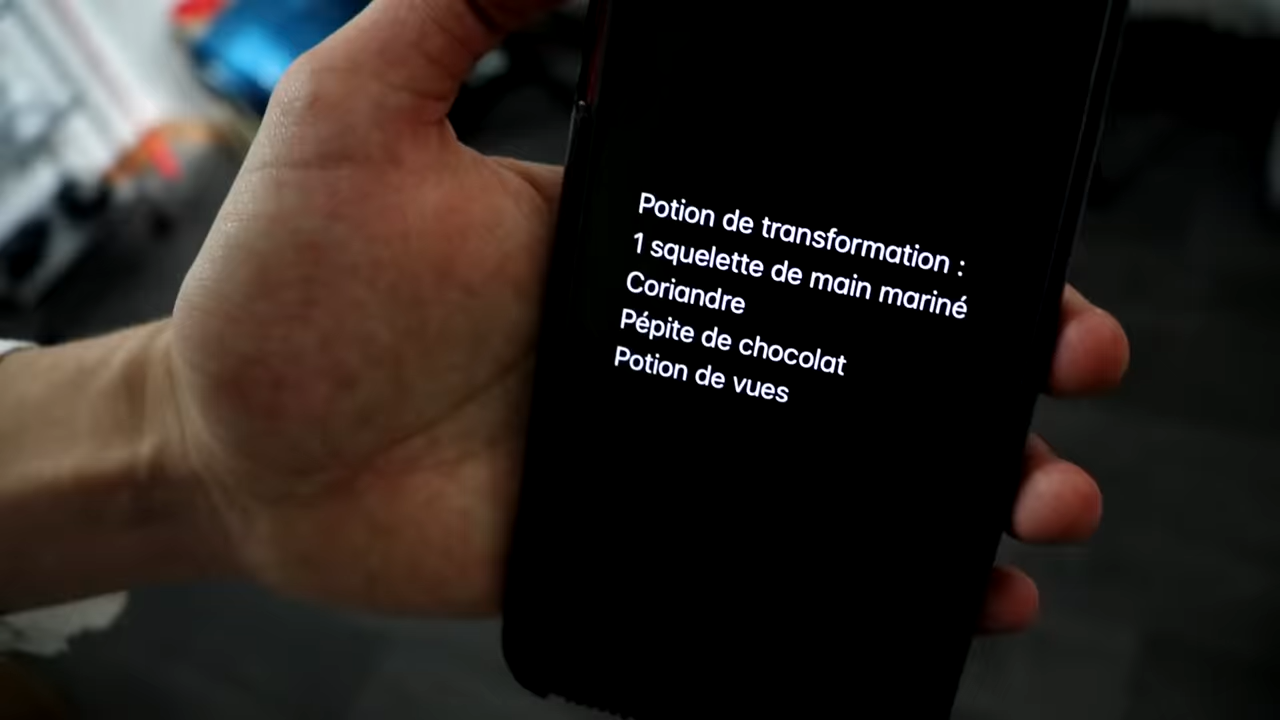 Potion de transformation :
1 squelette de main mariné
Coriandre
Pépite de chocolat
Potion de vues